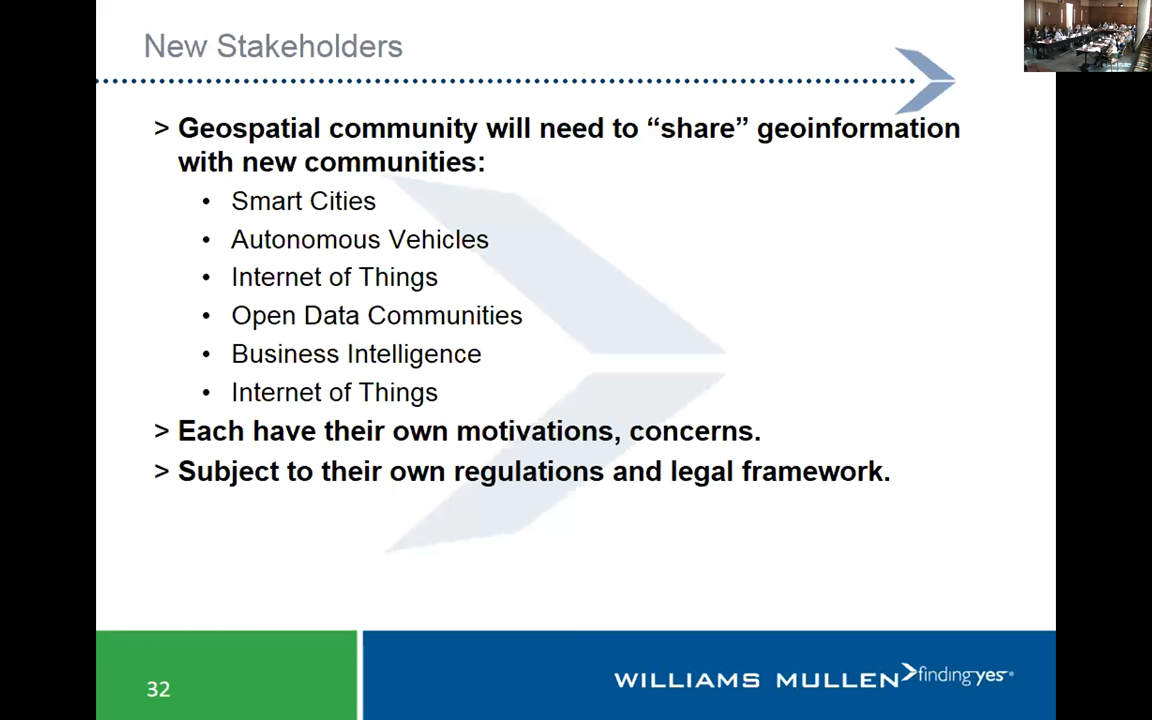 New Stakeholders
> Geospatial community will need to “share” geoinformation
with new communities:
• Smart Cities
• Autonomous Vehicles
• Internet of Things
• Open Data Communities
• Business Intelligence
• Internet of Things
> Each have their own motivations, concerns.
> Subject to their own regulations and legal framework.
32
WILLIAMS MULLEN finding yes®